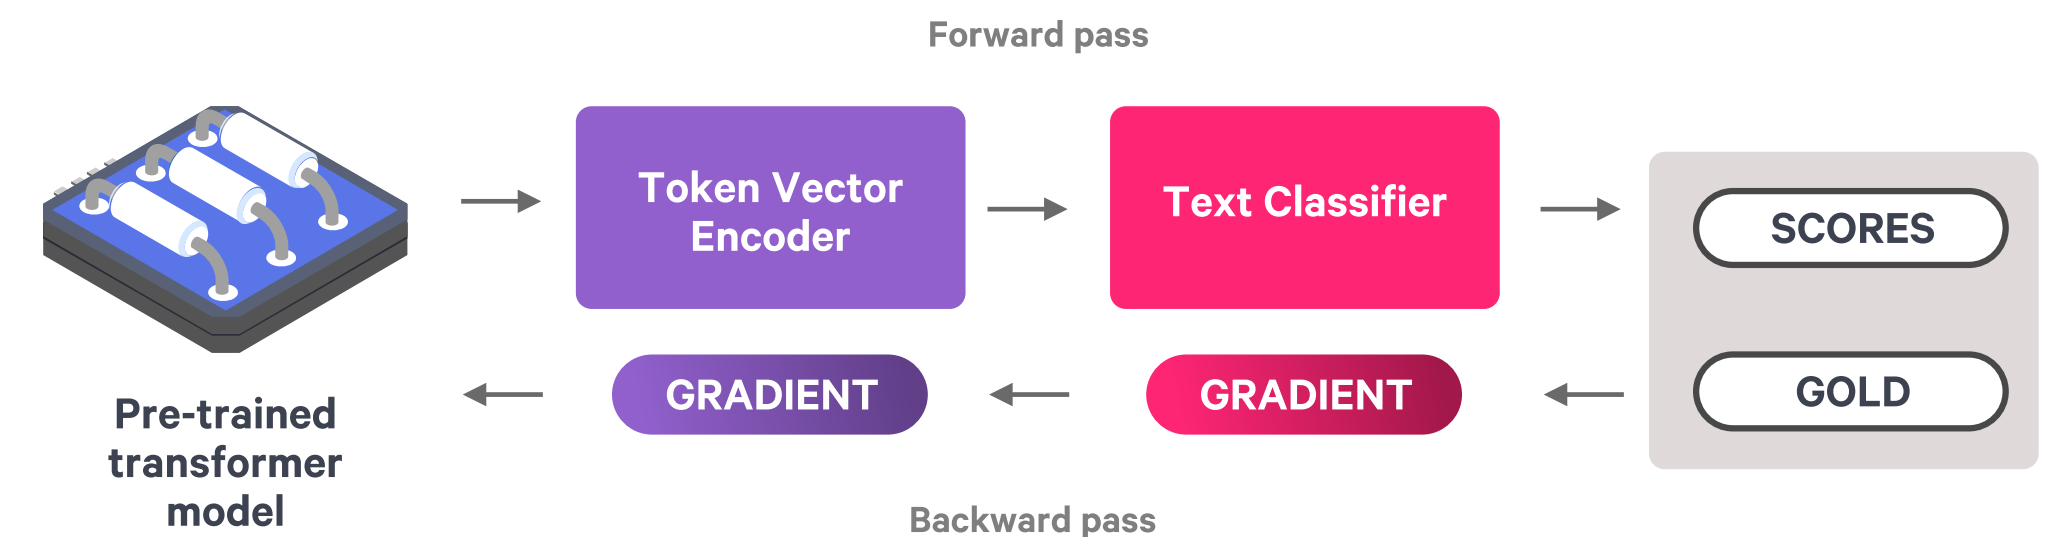 Forward pass
Token Vector
Encoder
Text Classifier
SCORES
GRADIENT
GRADIENT
GOLD
Pre-trained
transformer
model
Backward pass